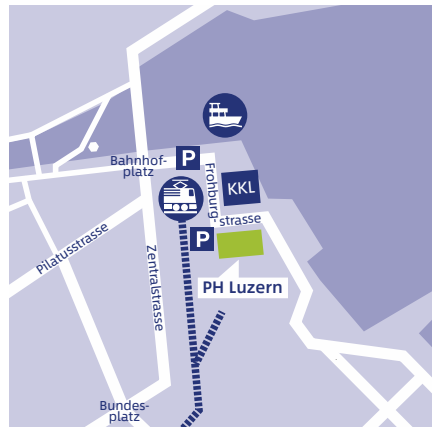 P
Bahnhof-
platz
Frohburg-
strasse
KKL
P
Pilatusstrasse
Zentralstrasse
PH Luzern
Bundes-
platz